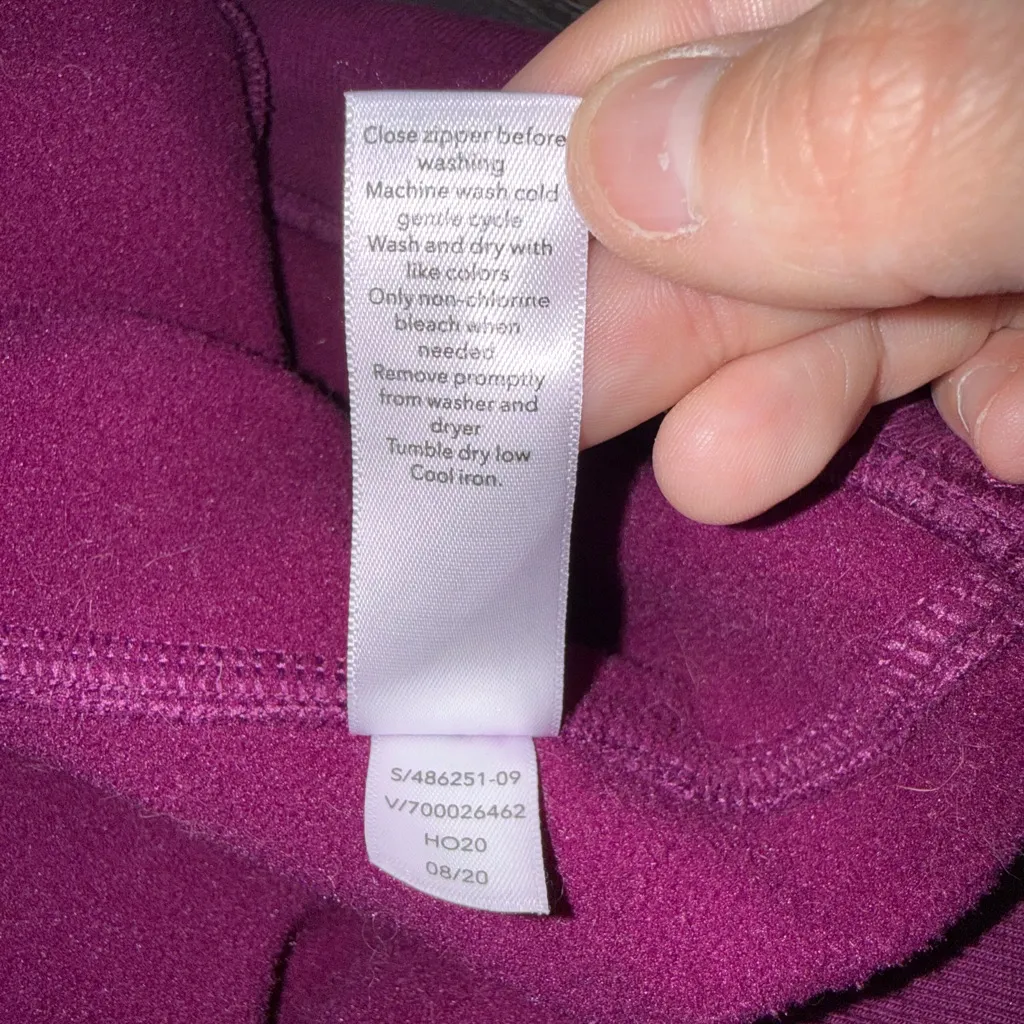 Close zipper before
washing
Machine wash cold
gentle cycle
Wash and dry with
like colors
Only non-chlorine
bleach when
needed
Remove promptly
from washer and
dryer
Tumble dry low
Cool iron.
S/486251-09
V/700026462
HO20
08/20